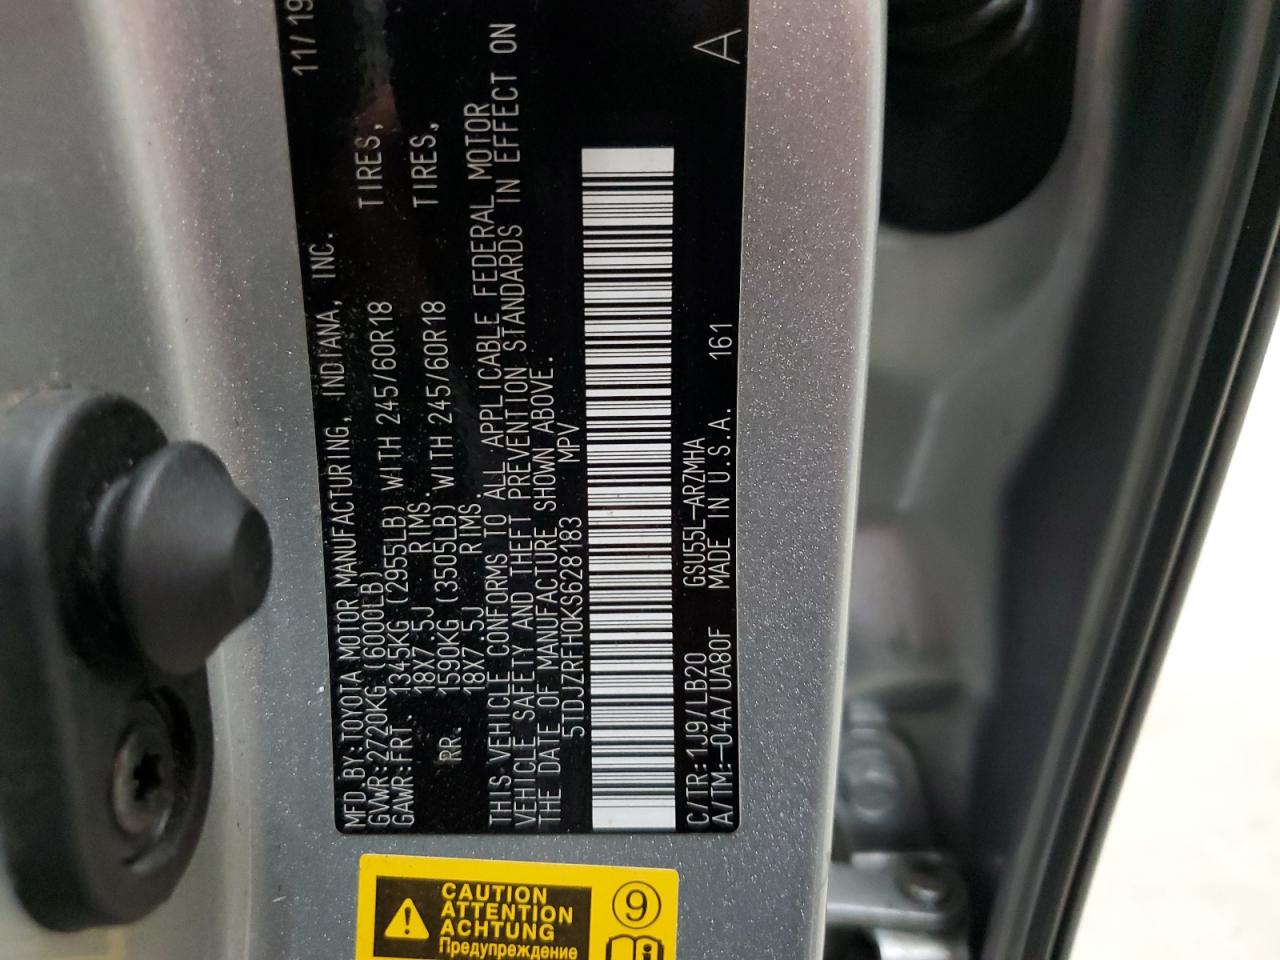 MFD.BY:TOYOTA MOTOR MANUFACTURING, INDIANA, INC. 11/19
GVWR:2720KG(6000LB)
GAWR:FRT. 1345KG (2955LB) WITH 245/60R18 TIRES,
18X7.5J RIMS.
RR. 1590KG (3505LB) WITH 245/60R18 TIRES,
18X7.5J RIMS.
THIS VEHICLE CONFORMS TO ALL APPLICABLE FEDERAL MOTOR
VEHICLE SAFETY AND THEFT PREVENTION STANDARDS IN EFFECT ON
THE DATE OF MANUFACTURE SHOWN ABOVE.
5TDJZRFH0KS628183 MPV
C/TR:1J9/LB20 GSU55L-ARZMHA
A/TM:-04A/UA80F MADE IN U.S.A. 161 A
CAUTION
ATTENTION
ACHTUNG
Предупреждение
9